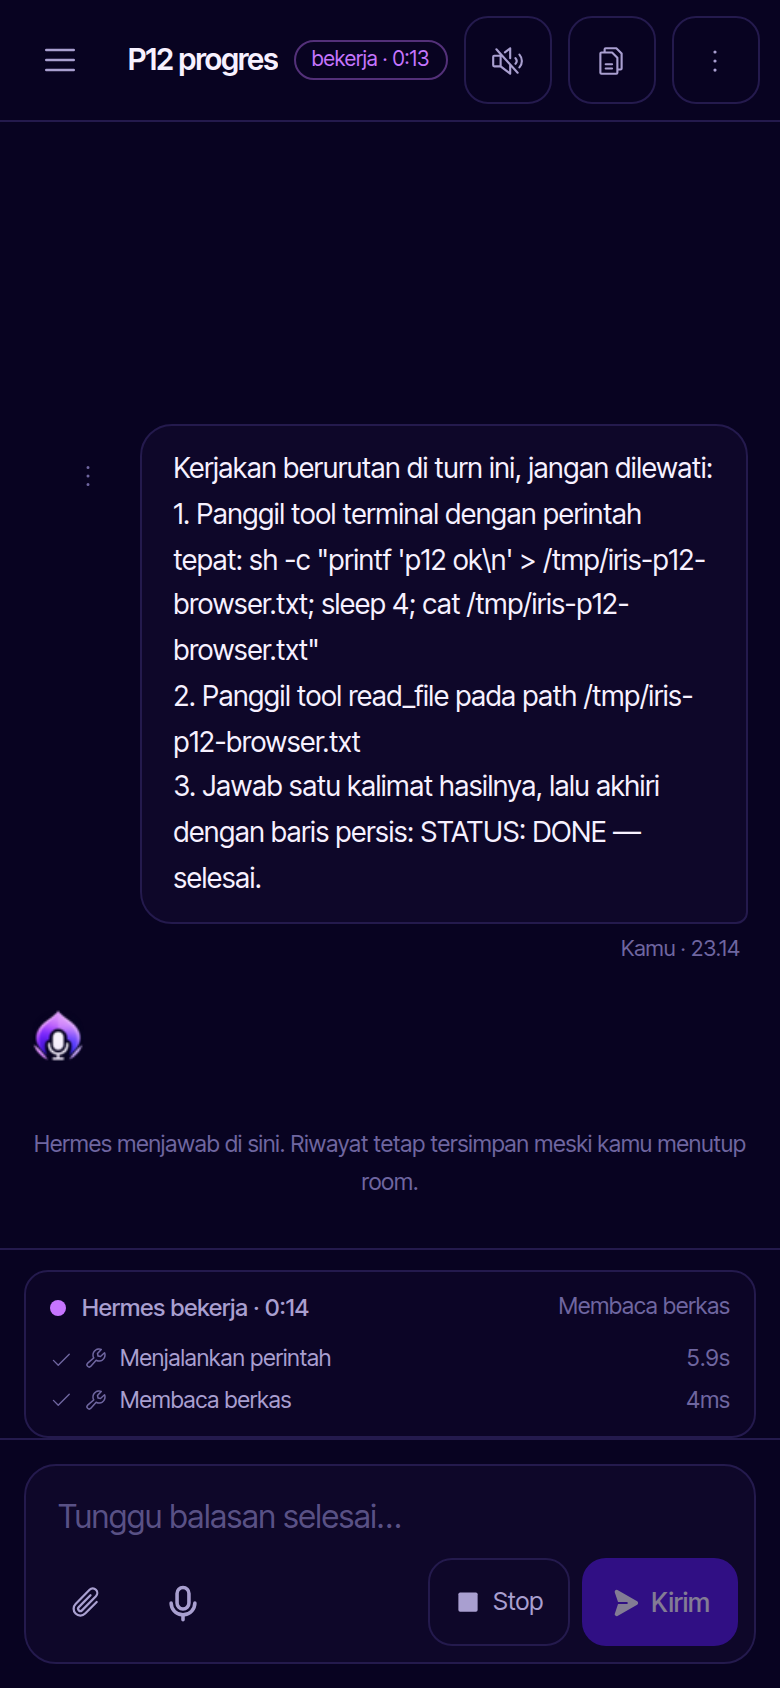 P12 progres
bekerja · 0:13
Kerjakan berurutan di turn ini, jangan dilewati:
1. Panggil tool terminal dengan perintah
tepat: sh -c "printf 'p12 ok\n' > /tmp/iris-p12-
browser.txt; sleep 4; cat /tmp/iris-p12-
browser.txt"
2. Panggil tool read_file pada path /tmp/iris-
p12-browser.txt
3. Jawab satu kalimat hasilnya, lalu akhiri
dengan baris persis: STATUS: DONE —
selesai.
Kamu · 23.14
Hermes menjawab di sini. Riwayat tetap tersimpan meski kamu menutup
room.
Hermes bekerja · 0:14
Membaca berkas
Menjalankan perintah
5.9s
Membaca berkas
4ms
Tunggu balasan selesai...
Stop
Kirim